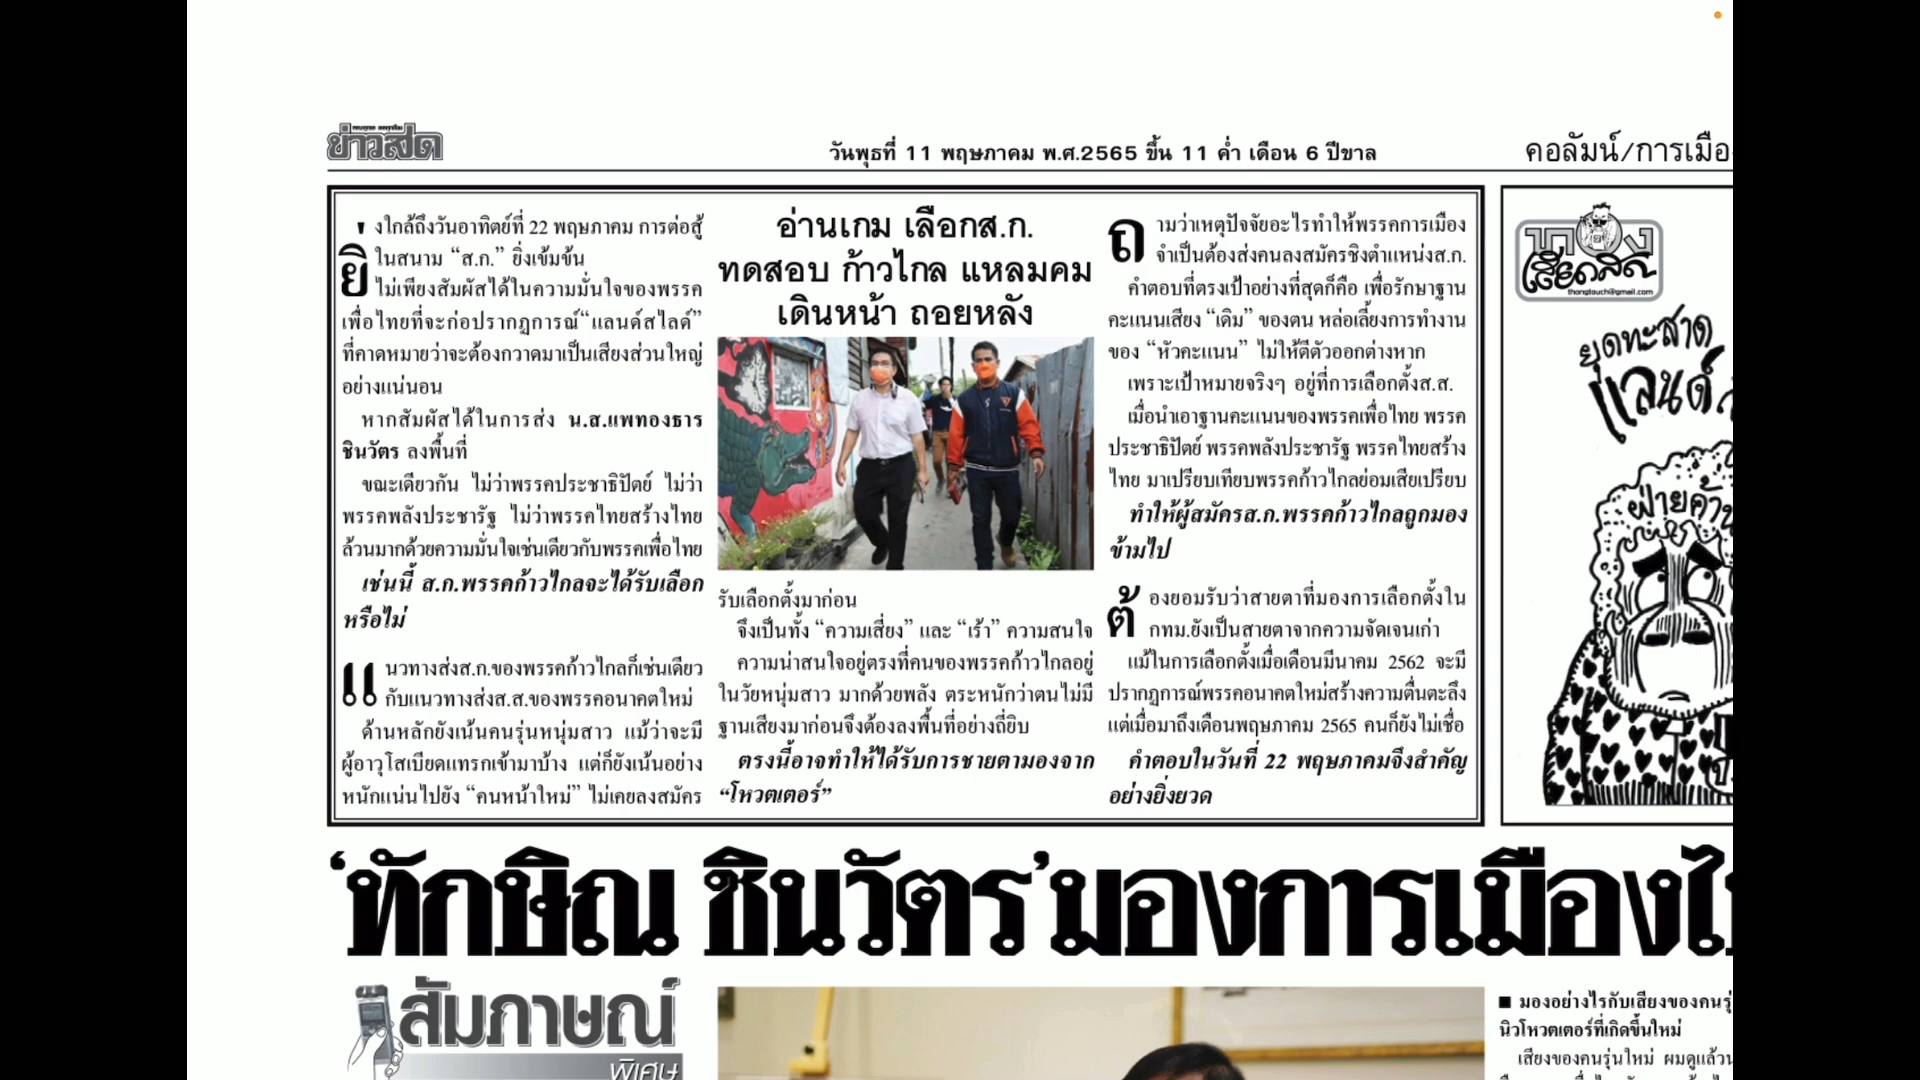 ข่าวสด
วันพุธที่ 11 พฤษภาคม พ.ศ.2565 ขึ้น 11 ค่ำ เดือน 6 ปีขาล
คอลัมน์/การเมือ
ยิ่งใกล้ถึงวันอาทิตย์ที่ 22 พฤษภาคม การต่อสู้
ในสนาม “ส.ก.” ยิ่งเข้มข้น
ไม่เพียงสัมผัสได้ในความมั่นใจของพรรค
เพื่อไทยที่จะก่อปรากฏการณ์“แลนด์สไลด์”
ที่คาดหมายว่าจะต้องกวาดมาเป็นเสียงส่วนใหญ่
อย่างแน่นอน
หากสัมผัสได้ในการส่ง น.ส.แพทองธาร
ชินวัตร ลงพื้นที่
ขณะเดียวกัน ไม่ว่าพรรคประชาธิปัตย์ ไม่ว่า
พรรคพลังประชารัฐ ไม่ว่าพรรคไทยสร้างไทย
ล้วนมากด้วยความมั่นใจเช่นเดียวกับพรรคเพื่อไทย
เช่นนี้ ส.ก.พรรคก้าวไกลจะได้รับเลือก
หรือไม่
แนวทางส่งส.ก.ของพรรคก้าวไกลก็เช่นเดียว
กับแนวทางส่งส.ส.ของพรรคอนาคตใหม่
ด้านหลักยังเน้นคนรุ่นหนุ่มสาว แม้ว่าจะมี
ผู้อาวุโสเบียดแทรกเข้ามาบ้าง แต่ก็ยังเน้นอย่าง
หนักแน่นไปยัง “คนหน้าใหม่” ไม่เคยลงสมัคร
อ่านเกม เลือกส.ก.
ทดสอบ ก้าวไกล แหลมคม
เดินหน้า ถอยหลัง
รับเลือกตั้งมาก่อน
จึงเป็นทั้ง “ความเสี่ยง” และ “เร้า” ความสนใจ
ความน่าสนใจอยู่ตรงที่คนของพรรคก้าวไกลอยู่
ในวัยหนุ่มสาว มากด้วยพลัง ตระหนักว่าตนไม่มี
ฐานเสียงมาก่อนจึงต้องลงพื้นที่อย่างถี่ยิบ
ตรงนี้อาจทำให้ได้รับการชายตามองจาก
“โหวตเตอร์”
ถามว่าเหตุปัจจัยอะไรทำให้พรรคการเมือง
จำเป็นต้องส่งคนลงสมัครชิงตำแหน่งส.ก.
คำตอบที่ตรงเป้าอย่างที่สุดก็คือ เพื่อรักษาฐาน
คะแนนเสียง “เดิม” ของตน หล่อเลี้ยงการทำงาน
ของ “หัวคะแนน” ไม่ให้ตีตัวออกต่างหาก
เพราะเป้าหมายจริงๆ อยู่ที่การเลือกตั้งส.ส.
เมื่อนำเอาฐานคะแนนของพรรคเพื่อไทย พรรค
ประชาธิปัตย์ พรรคพลังประชารัฐ พรรคไทยสร้าง
ไทย มาเปรียบเทียบพรรคก้าวไกลย่อมเสียเปรียบ
ทำให้ผู้สมัครส.ก.พรรคก้าวไกลถูกมอง
ข้ามไป
ต้องยอมรับว่าสายตาที่มองการเลือกตั้งใน
กทม.ยังเป็นสายตาจากความจัดเจนเก่า
แม้ในการเลือกตั้งเมื่อเดือนมีนาคม 2562 จะมี
ปรากฏการณ์พรรคอนาคตใหม่สร้างความตื่นตะลึง
แต่เมื่อมาถึงเดือนพฤษภาคม 2565 คนก็ยังไม่เชื่อ
คำตอบในวันที่ 22 พฤษภาคมจึงสำคัญ
อย่างยิ่งยวด
thongtouch@gmail.com
ยุดทะสาด
แลนด์
ฝ่ายค้าน
‘ทักษิณ ชินวัตร’มองการเมืองไ
สัมภาษณ์
พิเศษ
■ มองอย่างไรกับเสียงของคนรุ่
นิวโหวตเตอร์ที่เกิดขึ้นใหม่
เสียงของคนรุ่นใหม่ ผมดูแล้ว